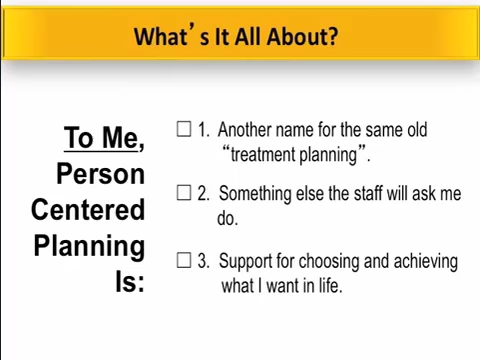 What's It All About?
To Me,
Person
Centered
Planning
Is:
☐ 1. Another name for the same old
“treatment planning”.
☐ 2. Something else the staff will ask me
do.
☐ 3. Support for choosing and achieving
what I want in life.